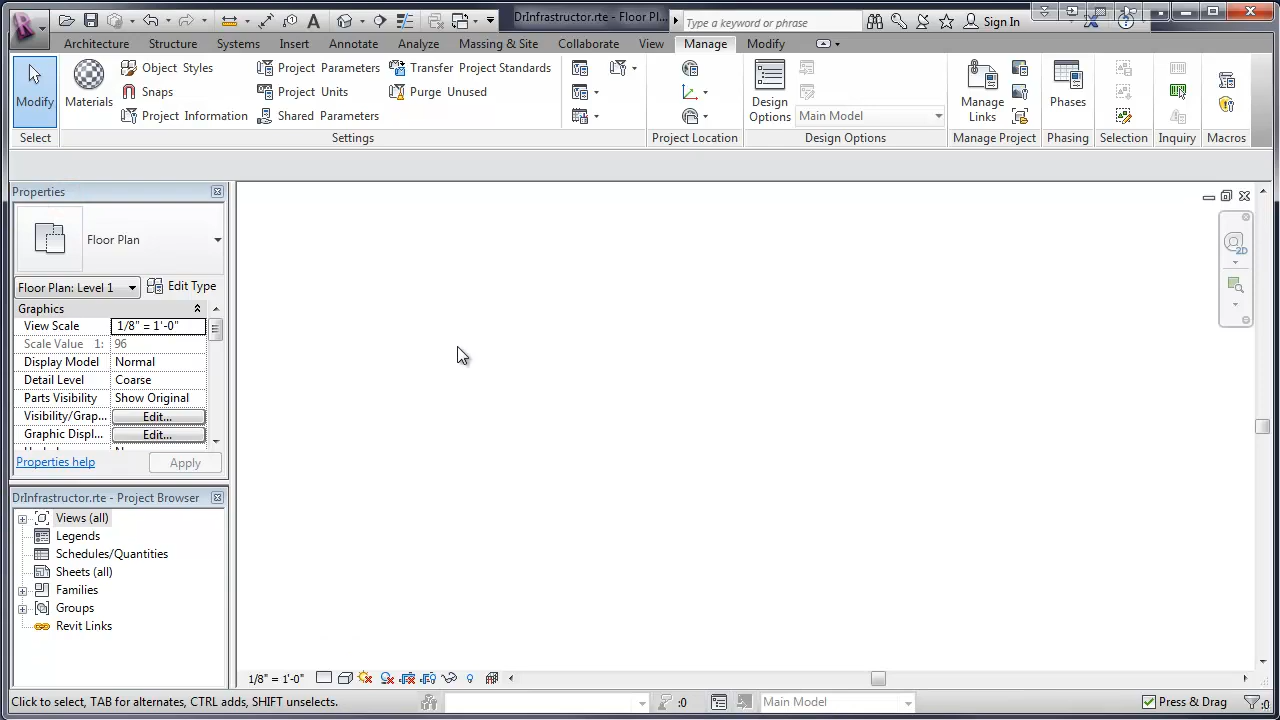 DrInfrastructor.rte - Floor Pl...
Type a keyword or phrase
Sign In
Architecture Structure Systems Insert Annotate Analyze Massing & Site Collaborate View Manage Modify
Modify
Select
Materials
Object Styles
Snaps
Project Information
Project Parameters
Project Units
Shared Parameters
Transfer Project Standards
Purge Unused
Settings
Project Location
Design
Options
Main Model
Design Options
Manage
Links
Manage Project
Phases
Phasing
Selection
Inquiry
Macros
Properties
Floor Plan
Floor Plan: Level 1
Edit Type
Graphics
View Scale 1/8" = 1'-0"
Scale Value 1: 96
Display Model Normal
Detail Level Coarse
Parts Visibility Show Original
Visibility/Grap... Edit...
Graphic Displ... Edit...
Properties help
Apply
DrInfrastructor.rte - Project Browser
Views (all)
Legends
Schedules/Quantities
Sheets (all)
Families
Groups
Revit Links
2D
1/8" = 1'-0"
Click to select, TAB for alternates, CTRL adds, SHIFT unselects.
:0
Main Model
Press & Drag
:0